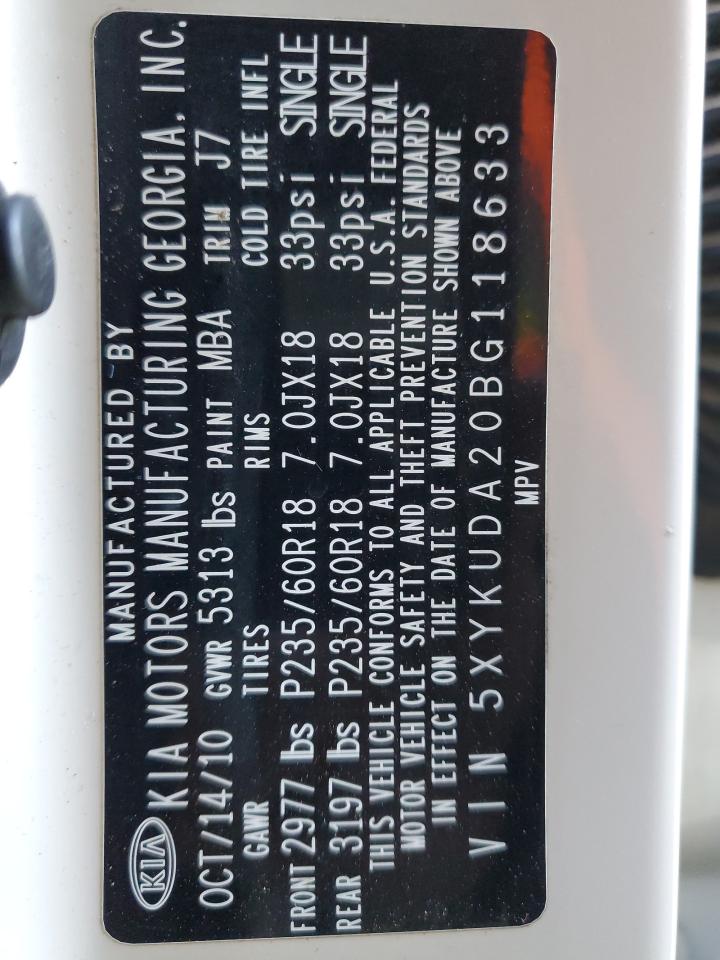 MANUFACTURED BY
KIA KIA MOTORS MANUFACTURING GEORGIA, INC.
OCT/14/10 GVWR 5313 lbs PAINT MBA TRIM J7
GAWR TIRES RIMS COLD TIRE INFL
FRONT 2977 lbs P235/60R18 7.0JX18 33psi SINGLE
REAR 3197 lbs P235/60R18 7.0JX18 33psi SINGLE
THIS VEHICLE CONFORMS TO ALL APPLICABLE U.S.A. FEDERAL
MOTOR VEHICLE SAFETY AND THEFT PREVENTION STANDARDS
IN EFFECT ON THE DATE OF MANUFACTURE SHOWN ABOVE
VIN 5XYKUDA20BG118633
MPV